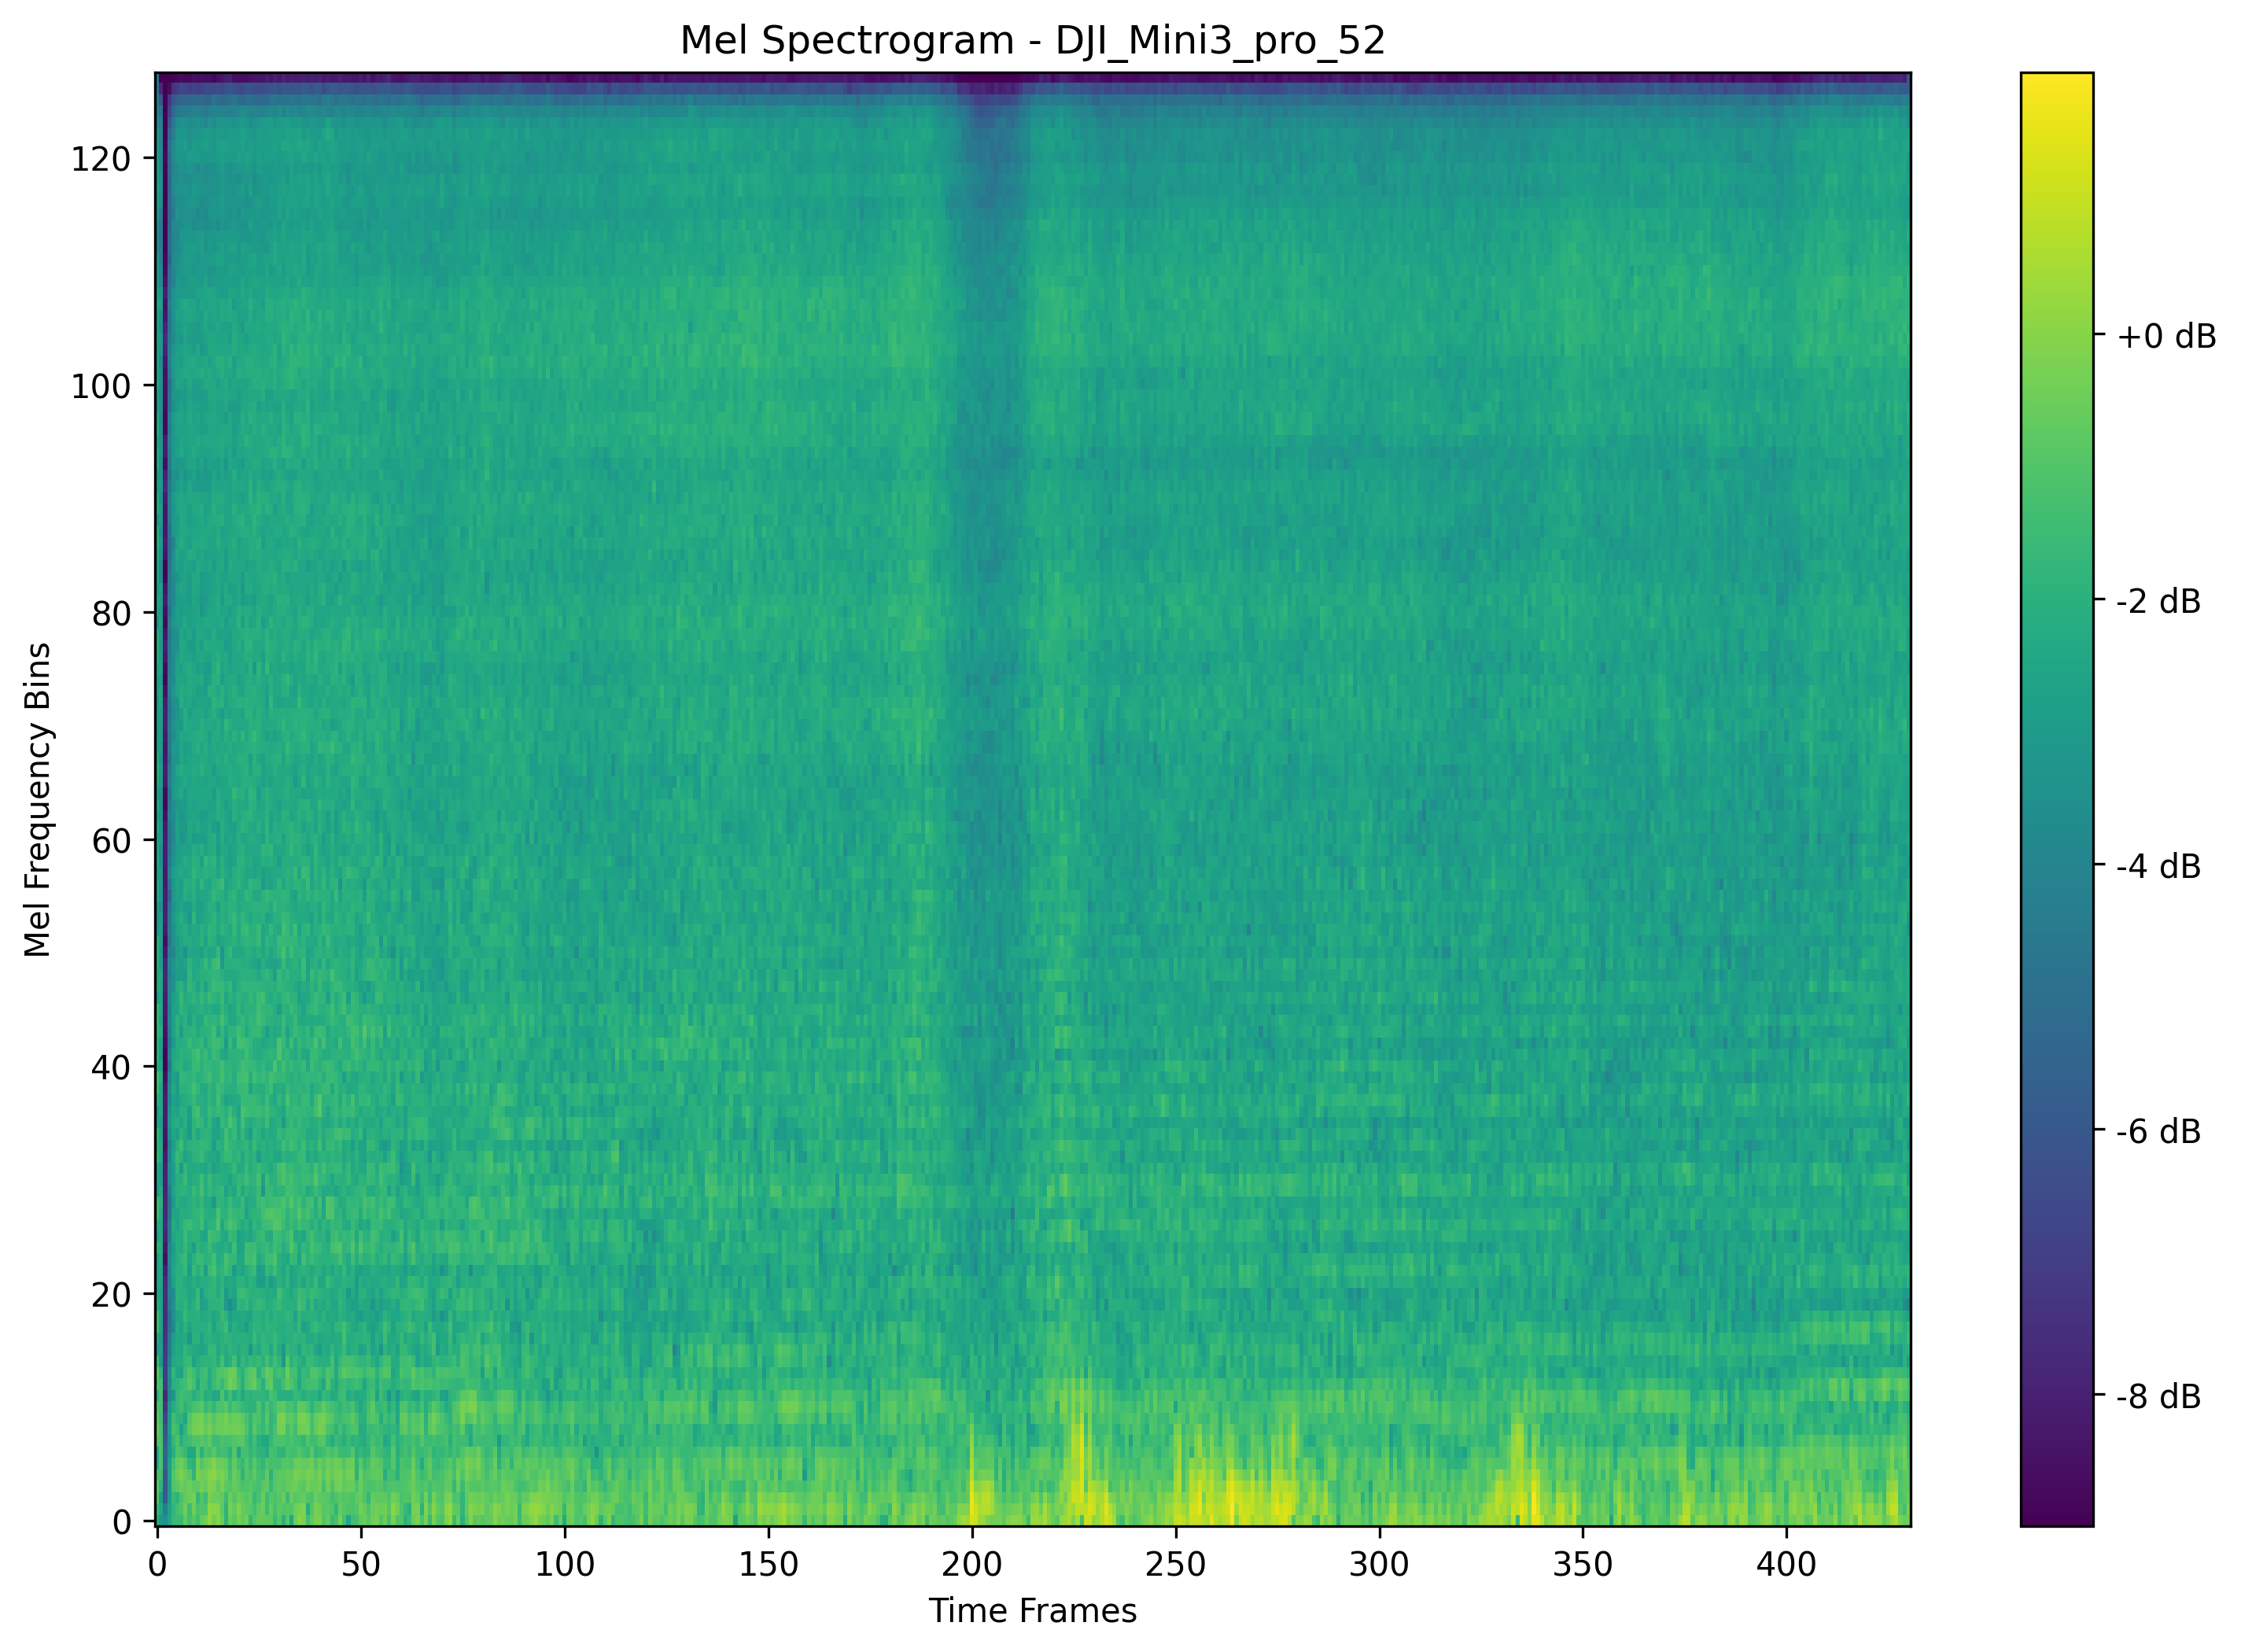 Mel Spectrogram - DJI_Mini3_pro_52
Mel Frequency Bins
120
100
80
60
40
20
0
0 50 100 150 200 250 300 350 400
Time Frames
+0 dB
-2 dB
-4 dB
-6 dB
-8 dB